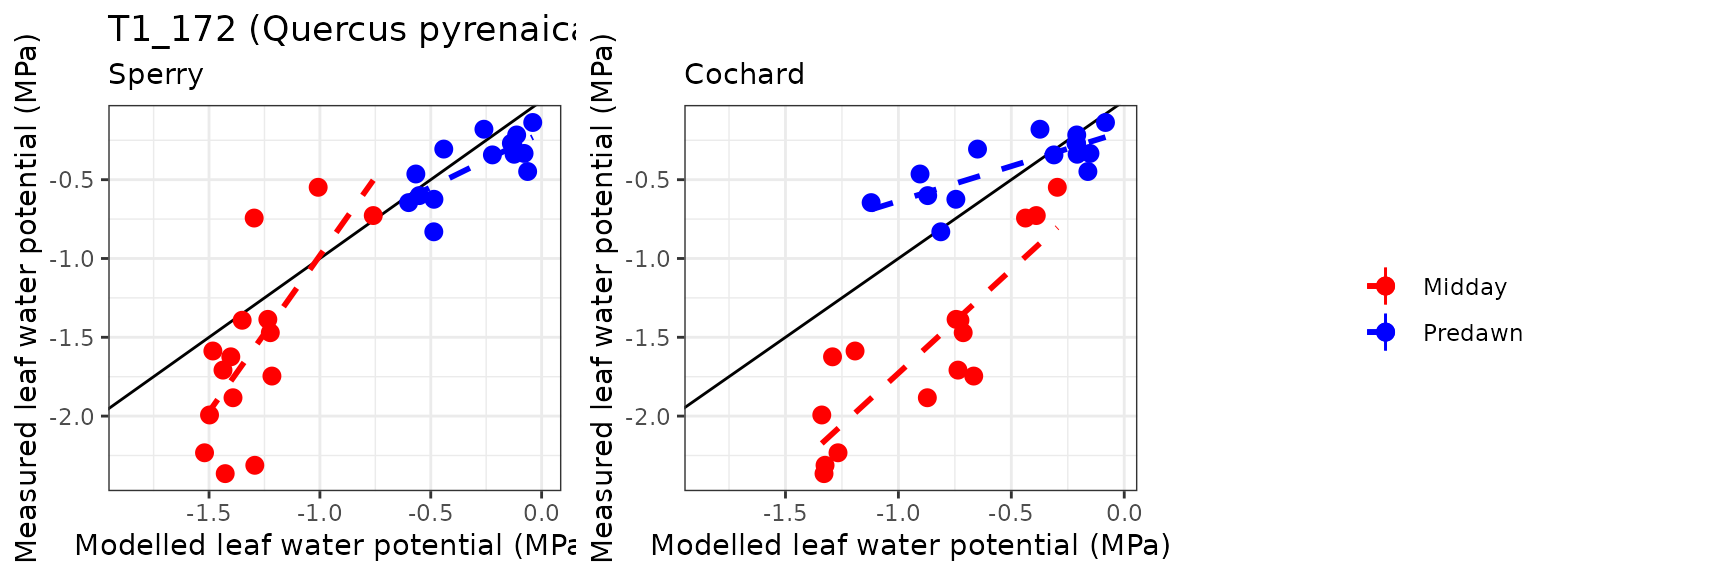 T1_172 (Quercus pyrenaica
Sperry
Measured leaf water potential (MPa)
-0.5
-1.0
-1.5
-2.0
-1.5
-1.0
-0.5
0.0
Modelled leaf water potential (MPa
Cochard
Measured leaf water potential (MPa)
-0.5
-1.0
-1.5
-2.0
-1.5
-1.0
-0.5
0.0
Modelled leaf water potential (MPa)
Midday
Predawn